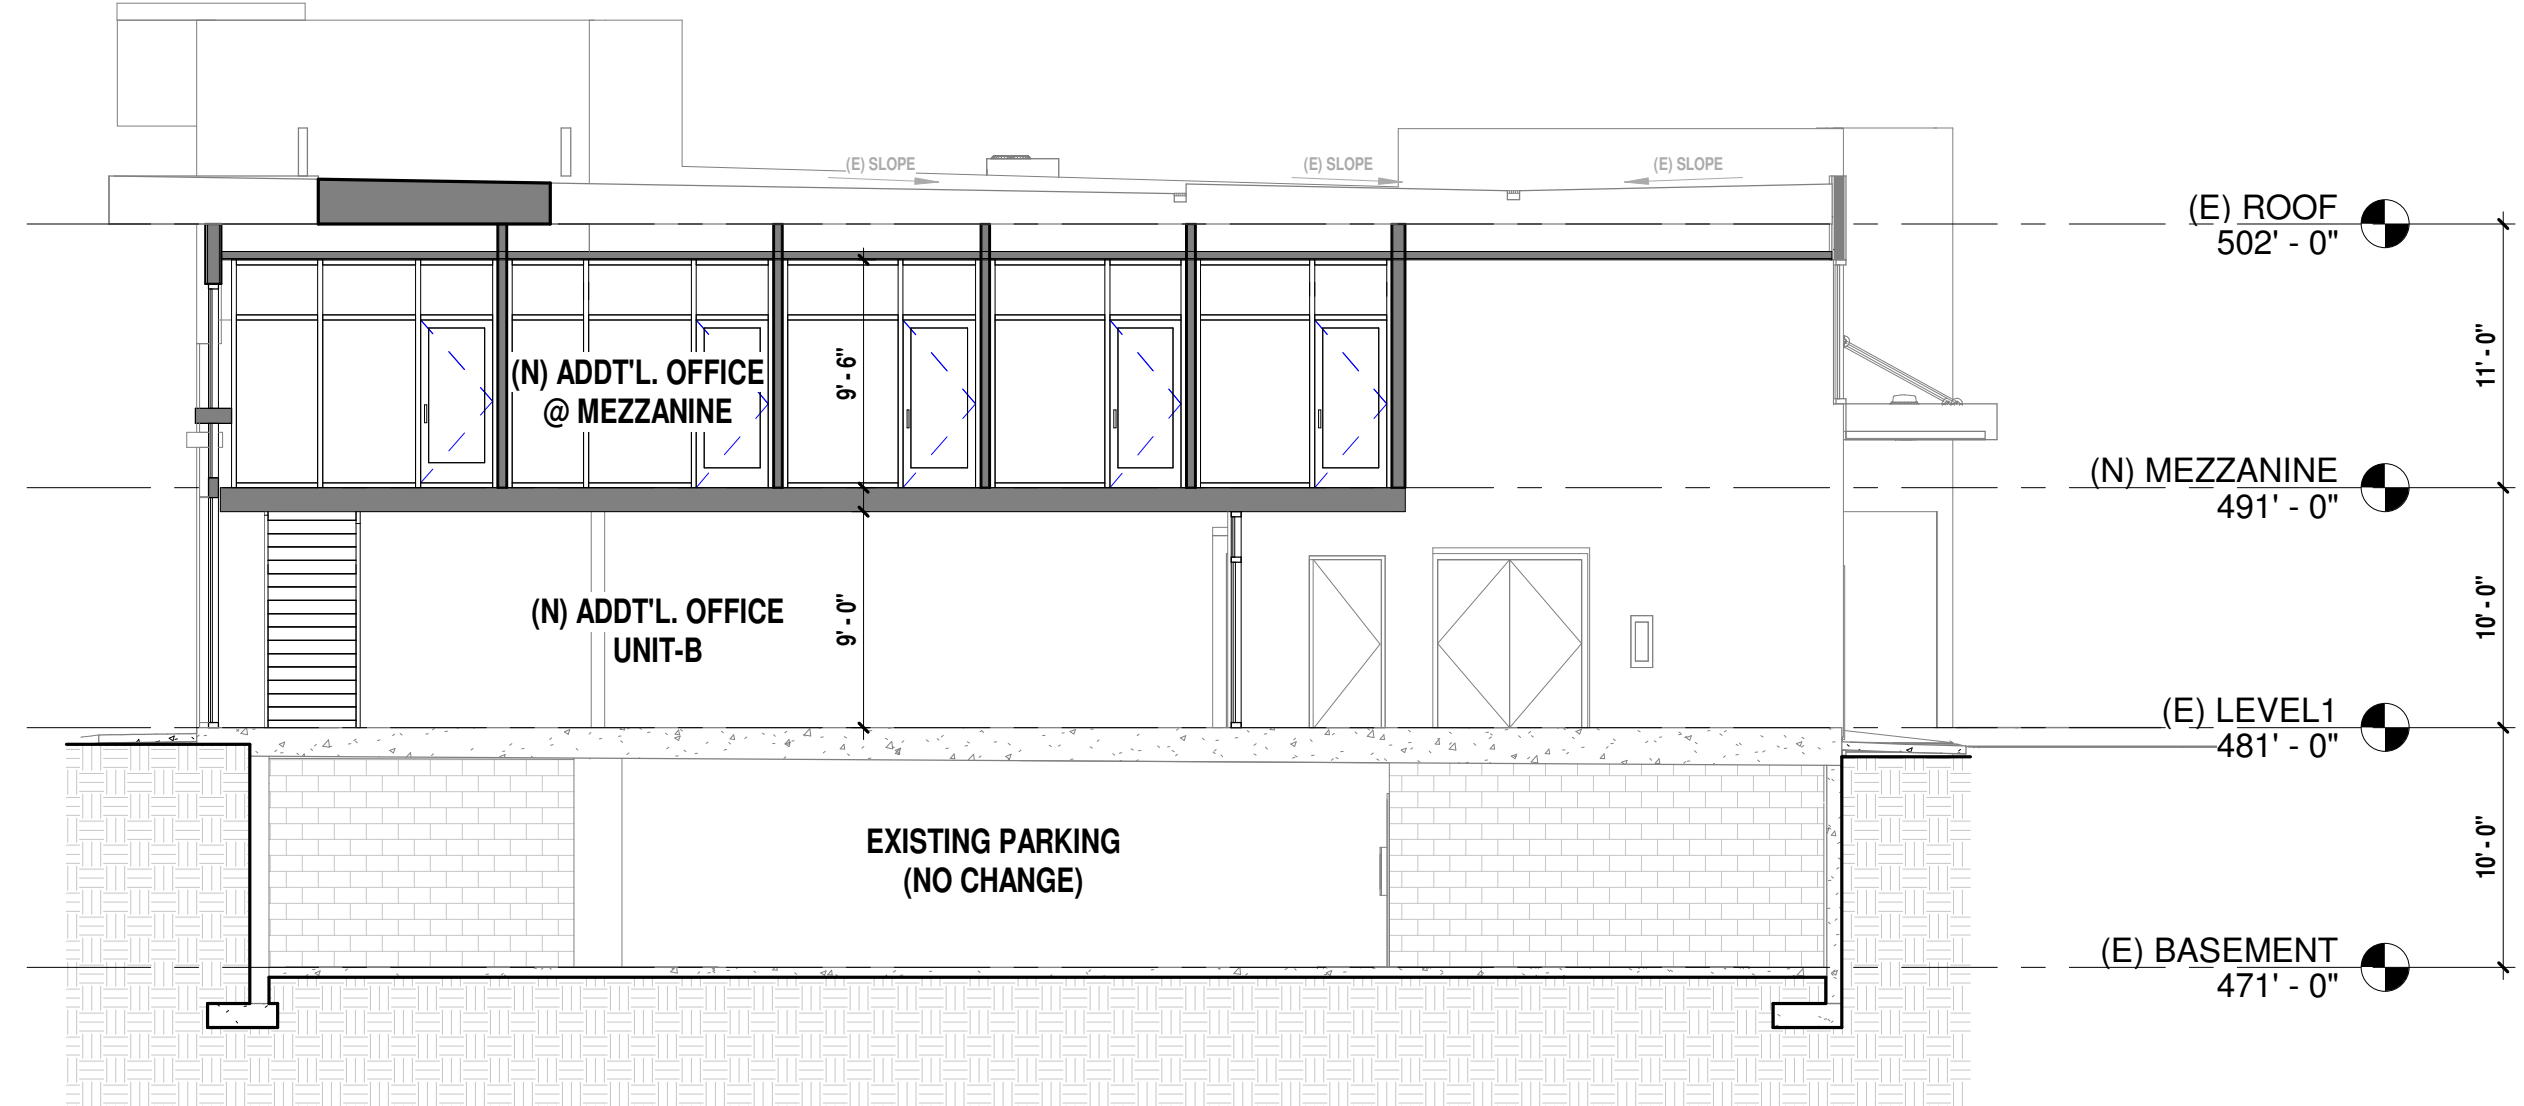 (E) SLOPE
(E) SLOPE
(E) SLOPE
(E) ROOF
502' - 0"
(N) ADDT'L. OFFICE
@ MEZZANINE
9' - 6"
11' - 0"
(N) MEZZANINE
491' - 0"
(N) ADDT'L. OFFICE
UNIT-B
9' - 0"
10' - 0"
(E) LEVEL1
481' - 0"
EXISTING PARKING
(NO CHANGE)
10' - 0"
(E) BASEMENT
471' - 0"